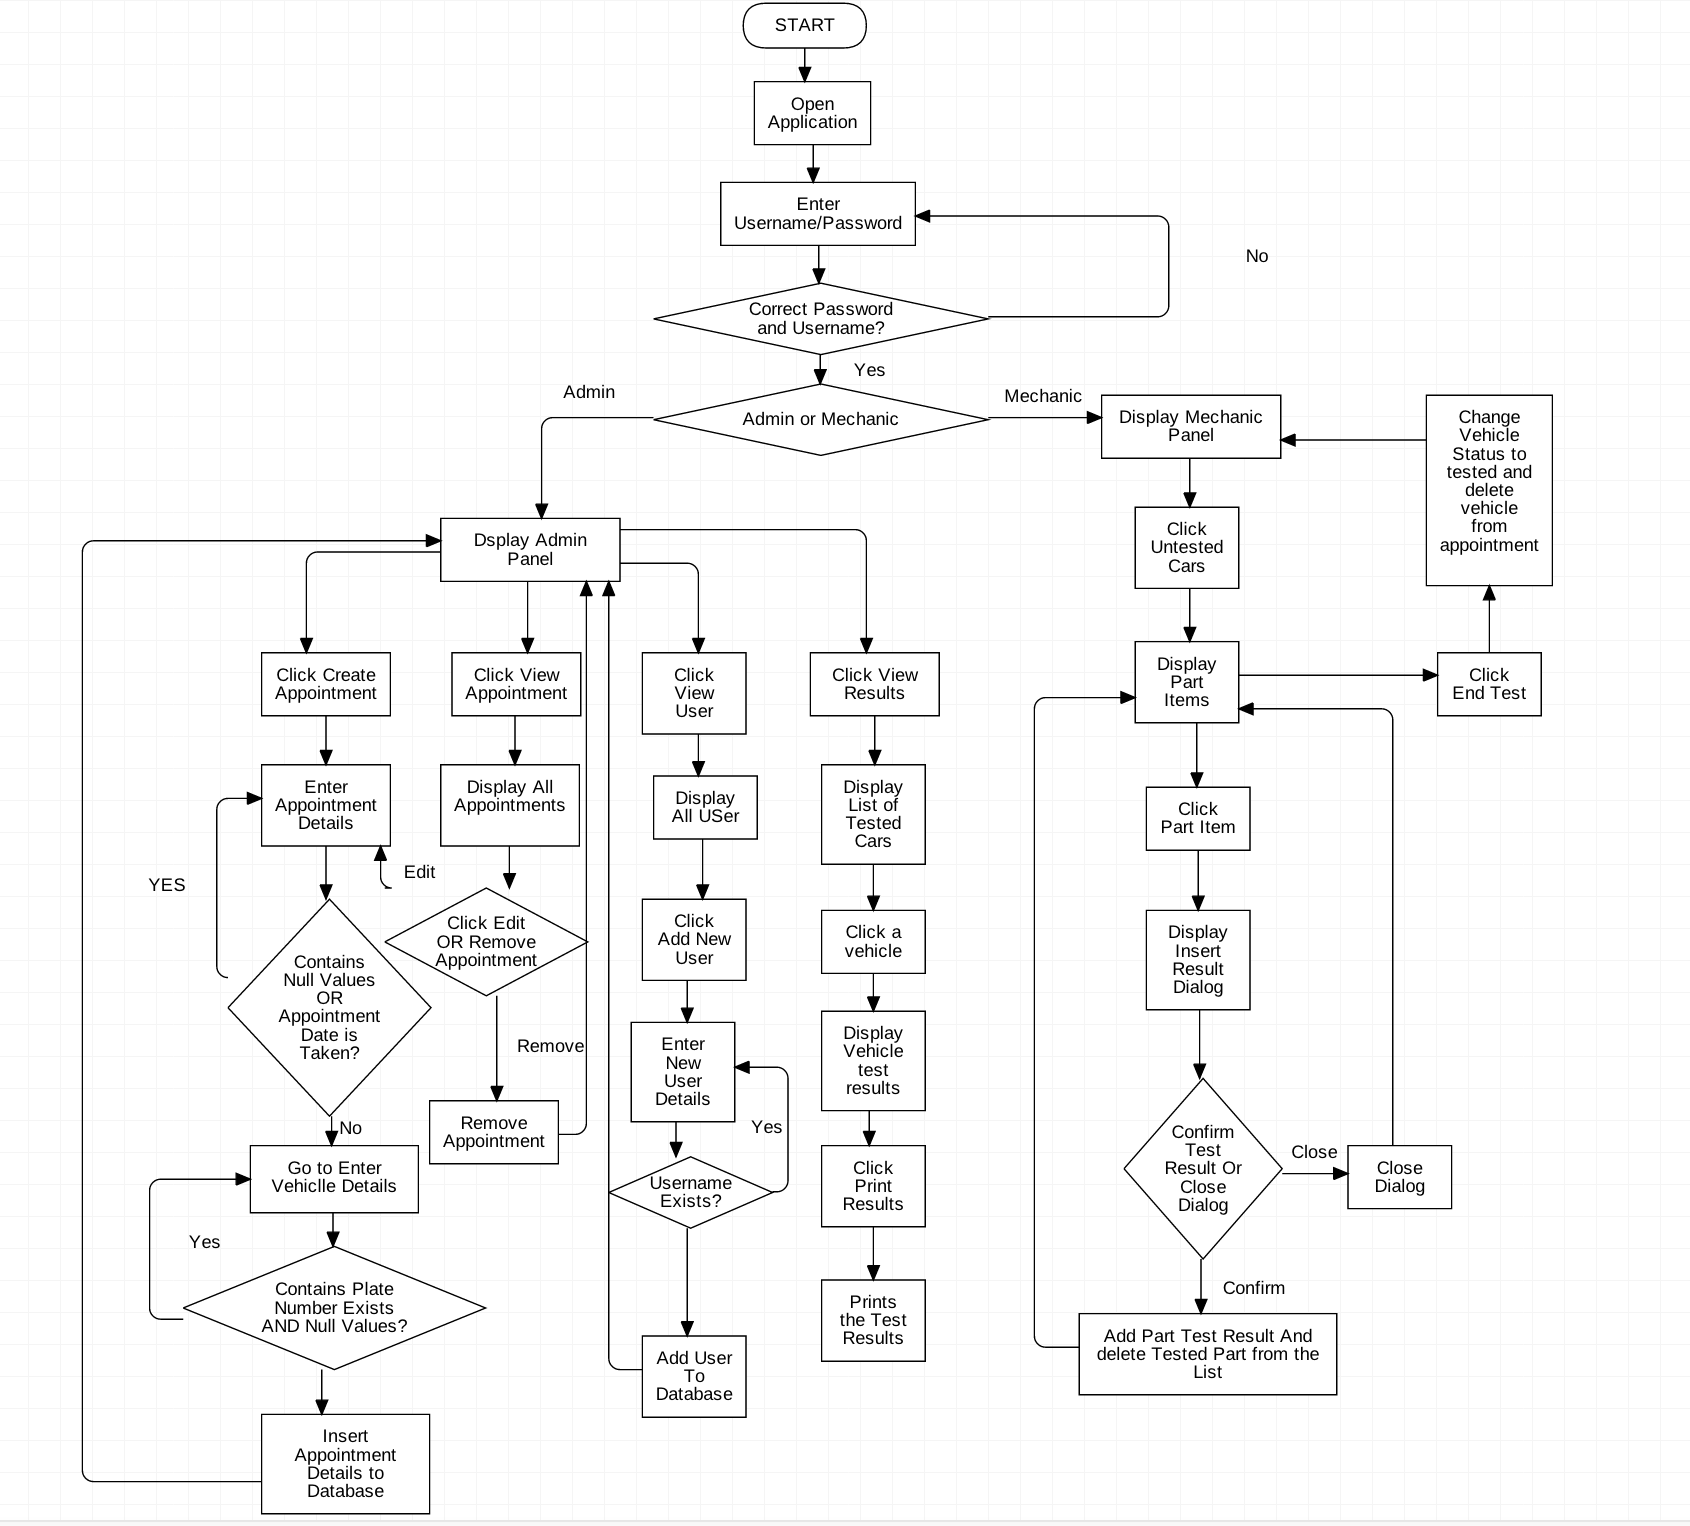 START
Open
Application
Enter
Username/Password
No
Correct Password
and Username?
Yes
Admin
Admin or Mechanic
Mechanic
Display Mechanic
Panel
Change
Vehicle
Status to
tested and
delete
vehicle
from
appointment
Dsplay Admin
Panel
Click
Untested
Cars
Click Create
Appointment
Click View
Appointment
Click
View
User
Click View
Results
Display
Part
Items
Click
End Test
Enter
Appointment
Details
Display All
Appointments
Display
All USer
Display
List of
Tested
Cars
Click
Part Item
YES
Edit
Contains
Null Values
OR
Appointment
Date is
Taken?
Click Edit
OR Remove
Appointment
Click
Add New
User
Click a
vehicle
Display
Insert
Result
Dialog
Remove
Enter
New
User
Details
Display
Vehicle
test
results
No
Remove
Appointment
Yes
Confirm
Test
Result Or
Close
Dialog
Close
Close
Dialog
Go to Enter
Vehiclle Details
Username
Exists?
Click
Print
Results
Yes
Contains Plate
Number Exists
AND Null Values?
Prints
the Test
Results
Confirm
Add User
To
Database
Add Part Test Result And
delete Tested Part from the
List
Insert
Appointment
Details to
Database